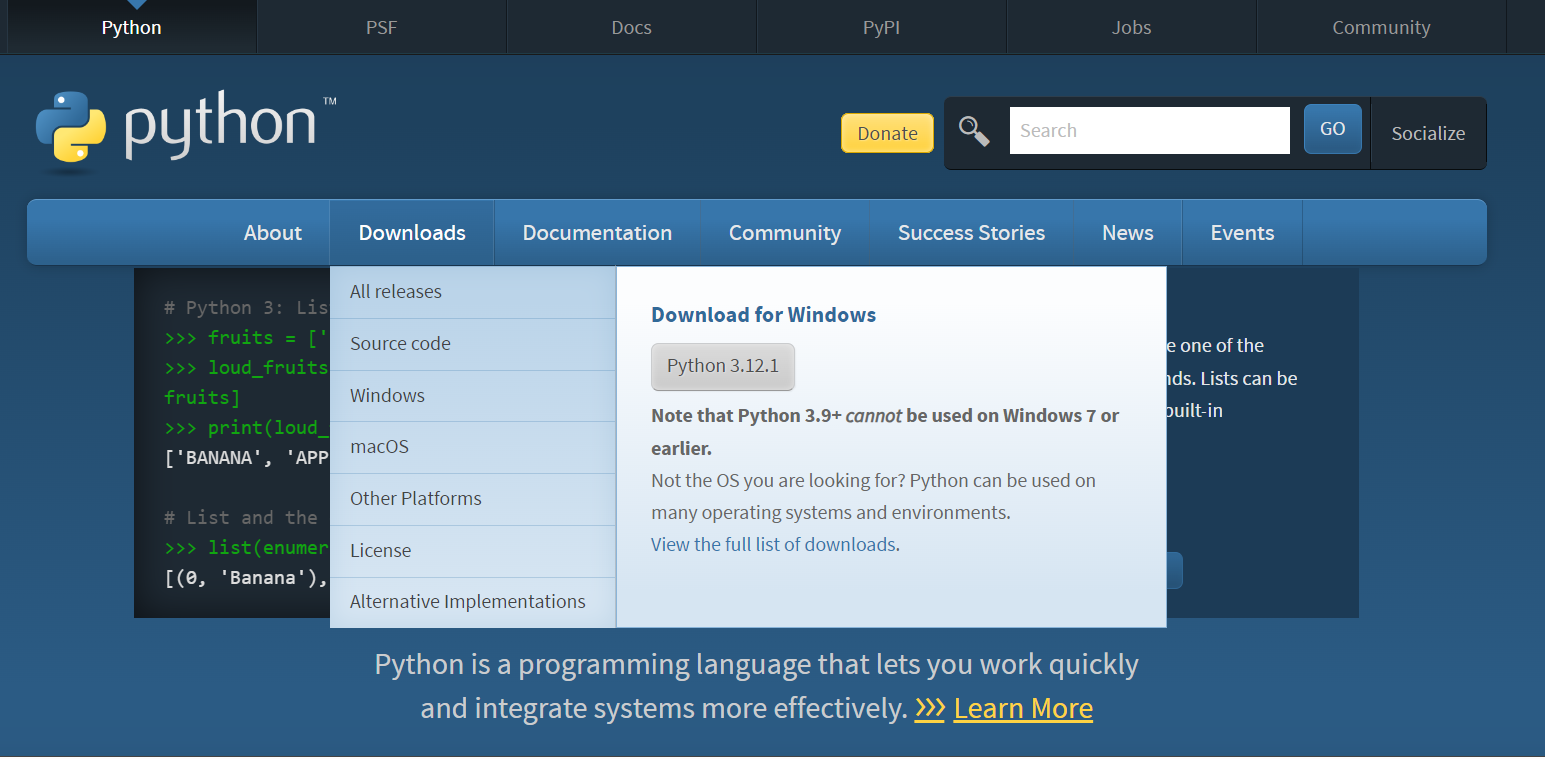 Python
PSF
Docs
PyPI
Jobs
Community
python™
Donate
Search
GO
Socialize
About
Downloads
Documentation
Community
Success Stories
News
Events
# Python 3: Lis
>>> fruits = ['
>>> loud_fruits
fruits]
>>> print(loud_
['BANANA', 'APP
# List and the
>>> list(enumer
[(0, 'Banana'),
All releases
Source code
Windows
macOS
Other Platforms
License
Alternative Implementations
Download for Windows
Python 3.12.1
Note that Python 3.9+ cannot be used on Windows 7 or
earlier.
Not the OS you are looking for? Python can be used on
many operating systems and environments.
View the full list of downloads.
e one of the
nds. Lists can be
built-in
Python is a programming language that lets you work quickly
and integrate systems more effectively. >>> Learn More